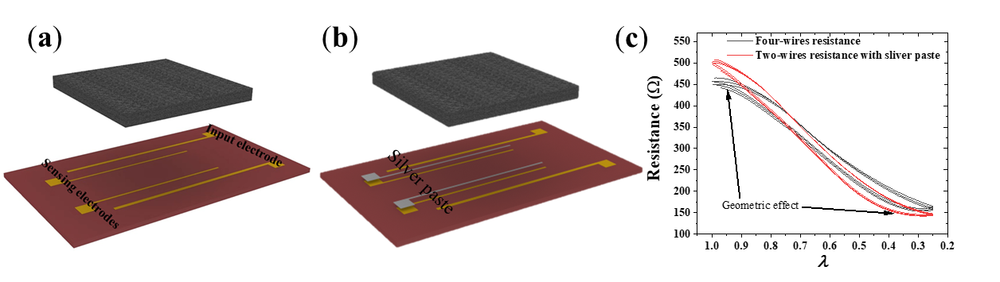 (a)
Input electrode
Sensing electrodes
(b)
Silver paste
(c)
Four-wires resistance
Two-wires resistance with sliver paste
Geometric effect
Resistance (Ω)
550
500
450
400
350
300
250
200
150
100
1.0 0.9 0.8 0.7 0.6 0.5 0.4 0.3 0.2
λ